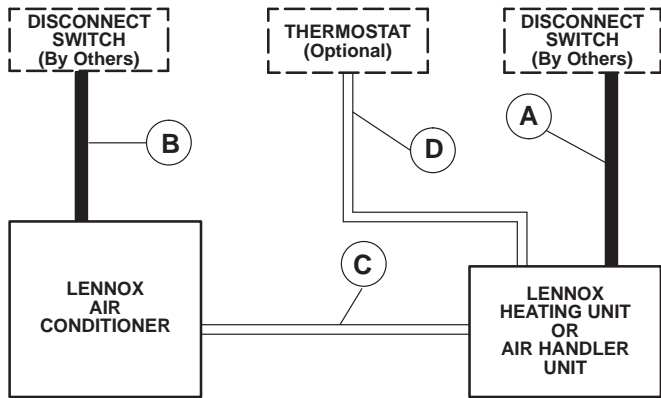 DISCONNECT
SWITCH
(By Others)
THERMOSTAT
(Optional)
DISCONNECT
SWITCH
(By Others)
B
D
A
C
LENNOX
AIR
CONDITIONER
LENNOX
HEATING UNIT
OR
AIR HANDLER
UNIT